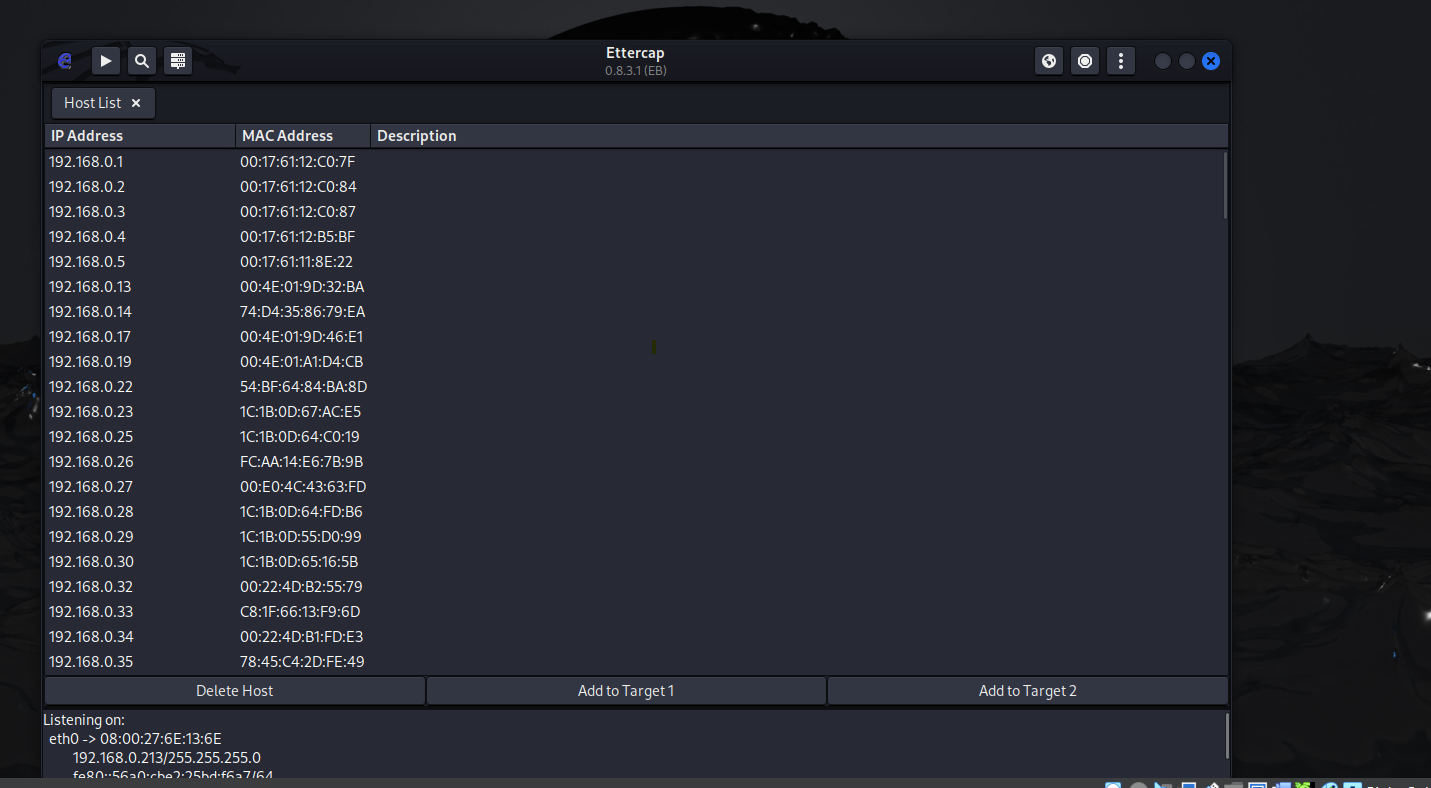 Ettercap
0.8.3.1 (EB)
Host List
IP Address MAC Address Description
192.168.0.1 00:17:61:12:C0:7F
192.168.0.2 00:17:61:12:C0:84
192.168.0.3 00:17:61:12:C0:87
192.168.0.4 00:17:61:12:B5:BF
192.168.0.5 00:17:61:11:8E:22
192.168.0.13 00:4E:01:9D:32:BA
192.168.0.14 74:D4:35:86:79:EA
192.168.0.17 00:4E:01:9D:46:E1
192.168.0.19 00:4E:01:A1:D4:CB
192.168.0.22 54:BF:64:84:BA:8D
192.168.0.23 1C:1B:0D:67:AC:E5
192.168.0.25 1C:1B:0D:64:C0:19
192.168.0.26 FC:AA:14:E6:7B:9B
192.168.0.27 00:E0:4C:43:63:FD
192.168.0.28 1C:1B:0D:64:FD:B6
192.168.0.29 1C:1B:0D:55:D0:99
192.168.0.30 1C:1B:0D:65:16:5B
192.168.0.32 00:22:4D:B2:55:79
192.168.0.33 C8:1F:66:13:F9:6D
192.168.0.34 00:22:4D:B1:FD:E3
192.168.0.35 78:45:C4:2D:FE:49
Delete Host Add to Target 1 Add to Target 2
Listening on:
eth0 -> 08:00:27:6E:13:6E
192.168.0.213/255.255.255.0
fe80::56a0:cbe2:25bd:f6a7/64